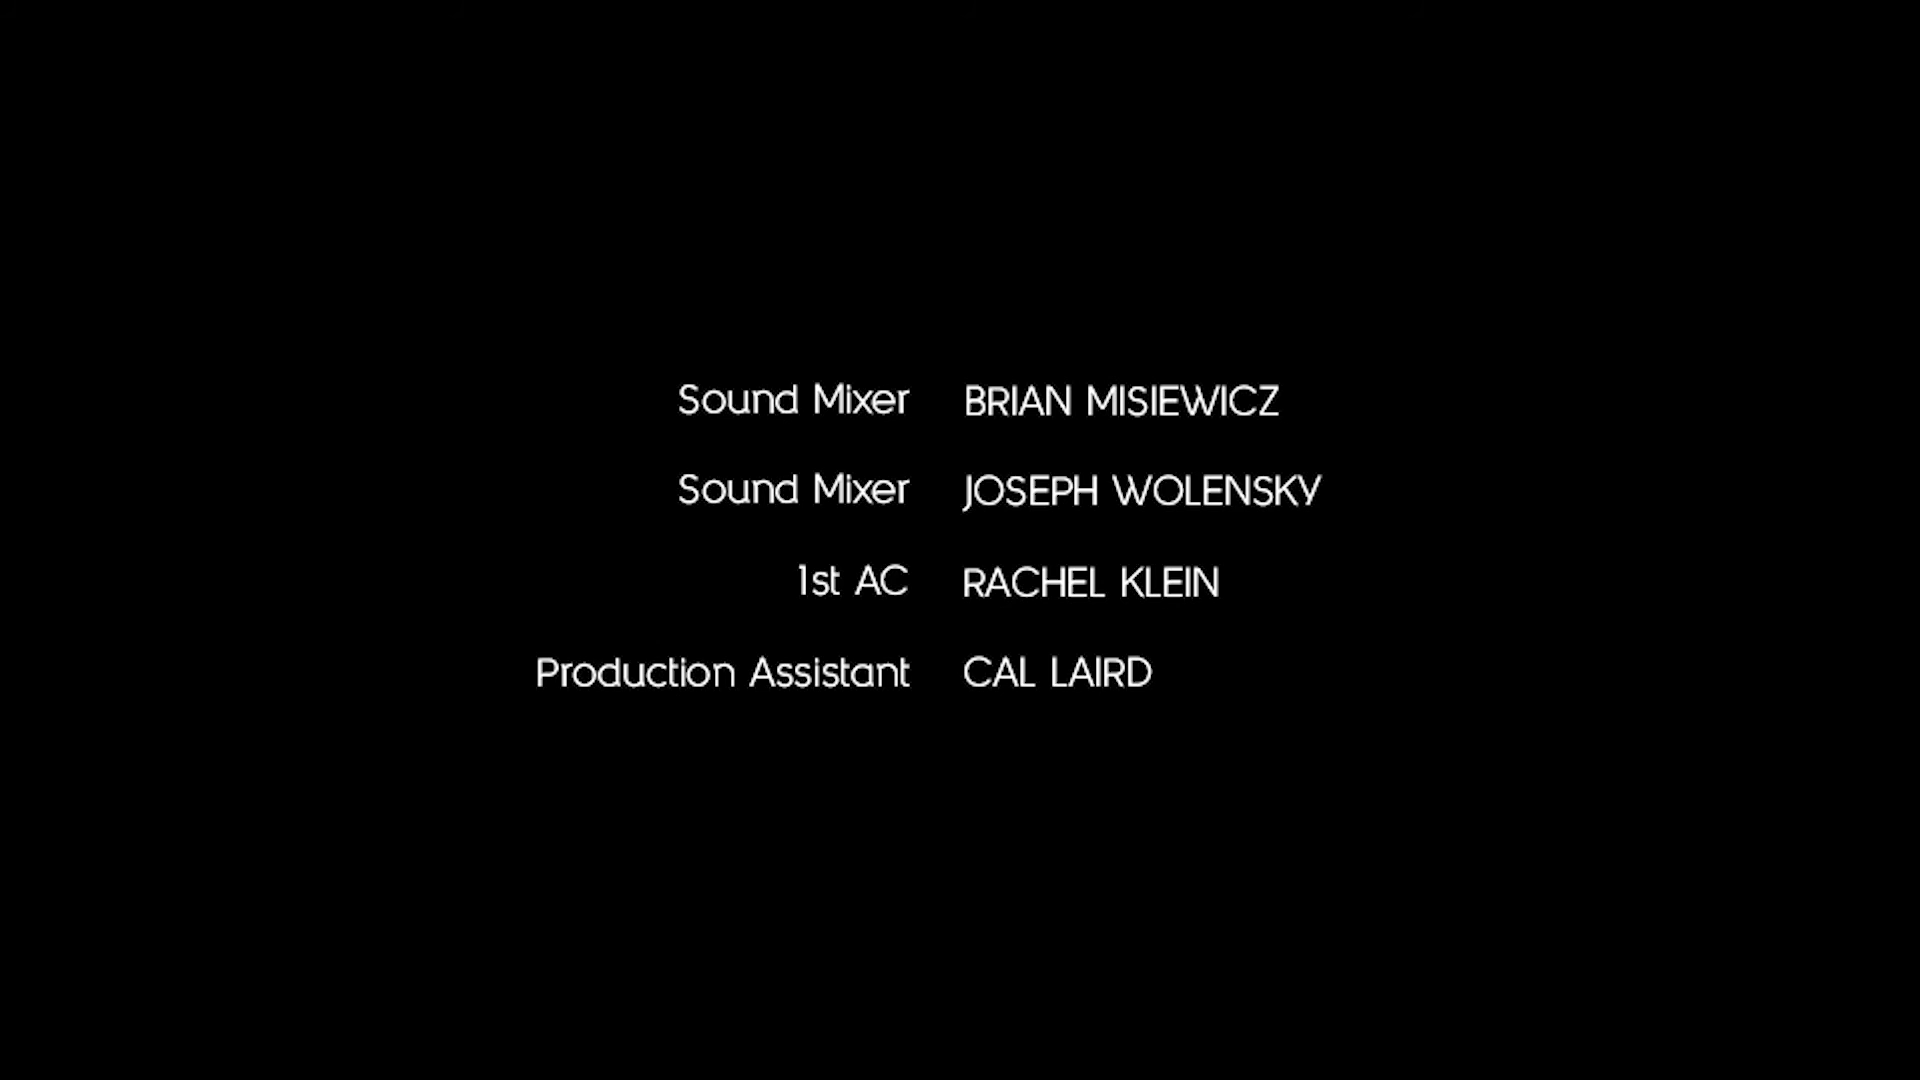 Sound Mixer BRIAN MISIEWICZ
Sound Mixer JOSEPH WOLENSKY
1st AC RACHEL KLEIN
Production Assistant CAL LAIRD